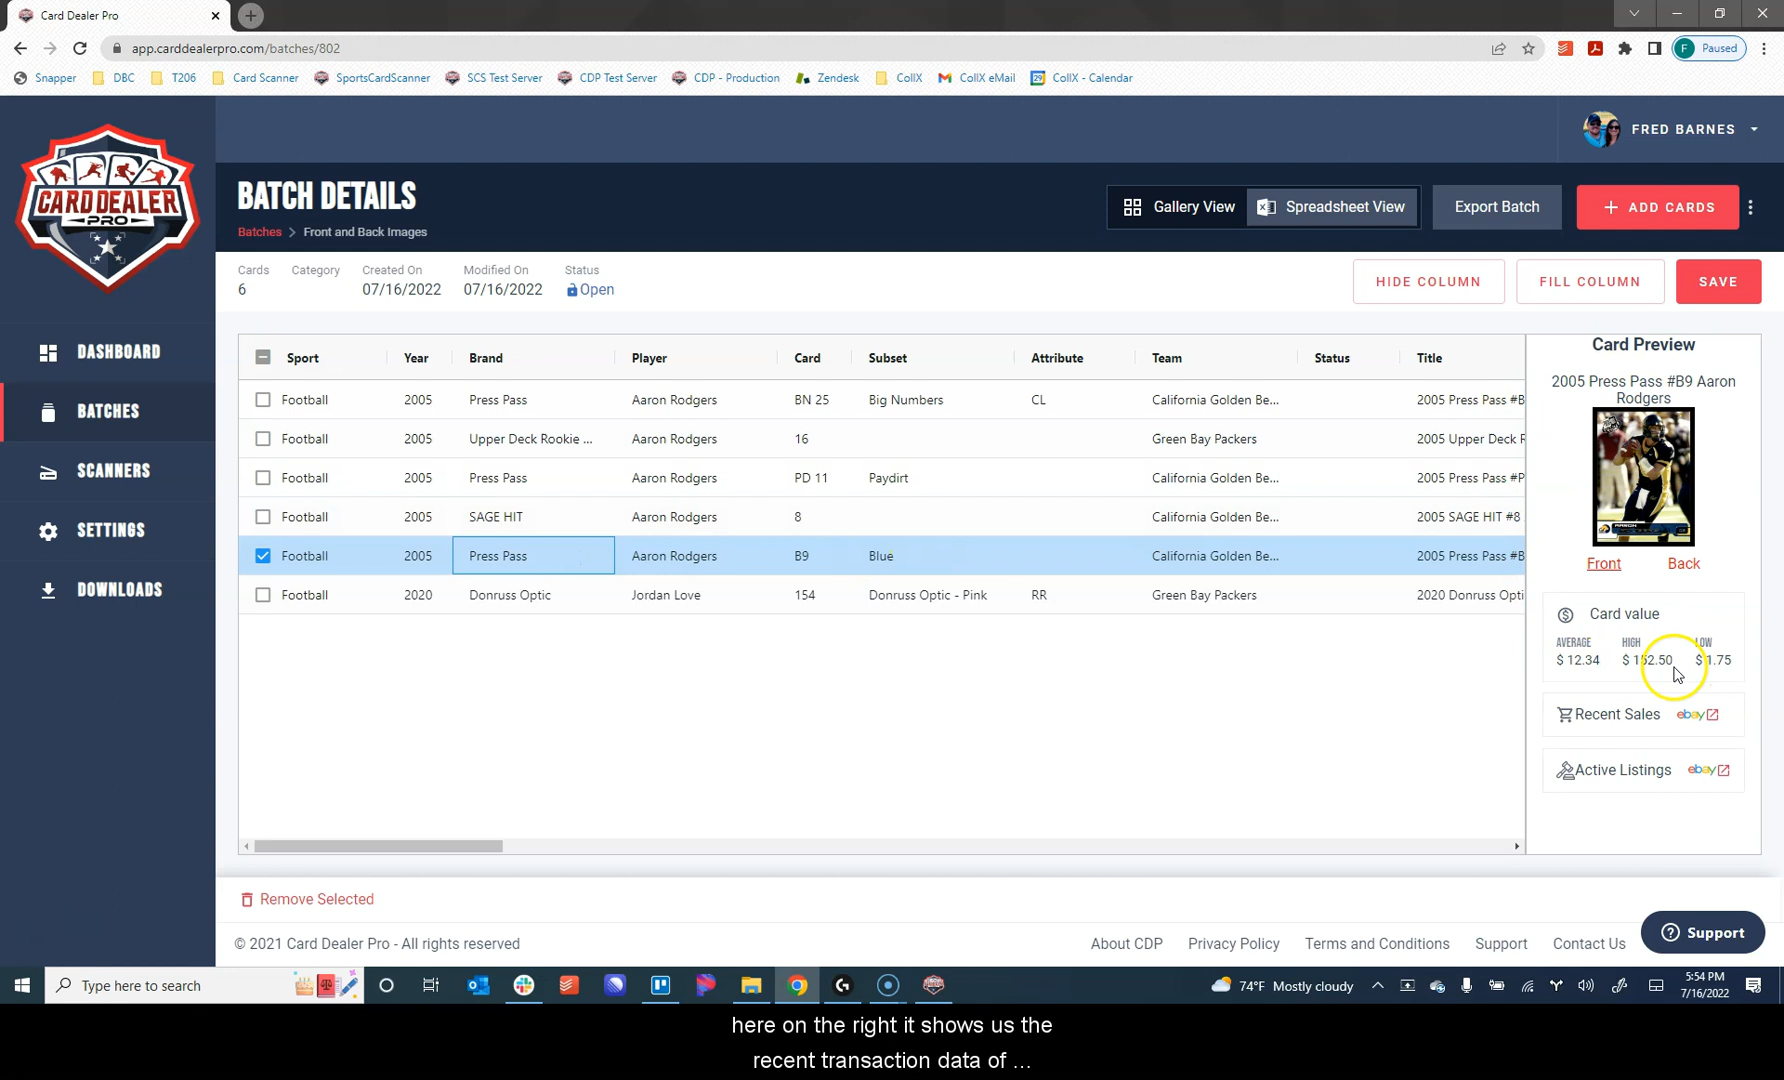 Card Dealer Pro
app.carddealerpro.com/batches/802
F Paused
Snapper DBC T206 Card Scanner SportsCardScanner SCS Test Server CDP Test Server CDP - Production Zendesk CollX CollX eMail CollX - Calendar
CARD DEALER
PRO
FRED BARNES
BATCH DETAILS
Batches > Front and Back Images
Gallery View Spreadsheet View Export Batch + ADD CARDS
Cards Category Created On Modified On Status
6 07/16/2022 07/16/2022 Open
HIDE COLUMN FILL COLUMN SAVE
DASHBOARD
BATCHES
SCANNERS
SETTINGS
DOWNLOADS
Sport Year Brand Player Card Subset Attribute Team Status Title
Football 2005 Press Pass Aaron Rodgers BN 25 Big Numbers CL California Golden Be... 2005 Press Pass #B
Football 2005 Upper Deck Rookie ... Aaron Rodgers 16 Green Bay Packers 2005 Upper Deck R
Football 2005 Press Pass Aaron Rodgers PD 11 Paydirt California Golden Be... 2005 Press Pass #P
Football 2005 SAGE HIT Aaron Rodgers 8 California Golden Be... 2005 SAGE HIT #8
Football 2005 Press Pass Aaron Rodgers B9 Blue California Golden Be... 2005 Press Pass #B
Football 2020 Donruss Optic Jordan Love 154 Donruss Optic - Pink RR Green Bay Packers 2020 Donruss Opti
Card Preview
2005 Press Pass #B9 Aaron
Rodgers
Front Back
Card value
AVERAGE HIGH LOW
$ 12.34 $ 152.50 $ 1.75
Recent Sales ebay
Active Listings ebay
Remove Selected
© 2021 Card Dealer Pro - All rights reserved
About CDP Privacy Policy Terms and Conditions Support Contact Us
Support
Type here to search
74°F Mostly cloudy
5:54 PM
7/16/2022
here on the right it shows us the
recent transaction data of ...